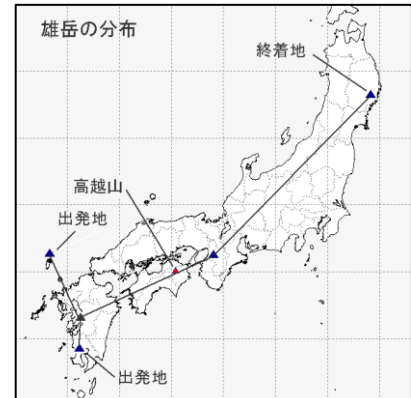 雄岳の分布
終着地
高越山
出発地
出発地